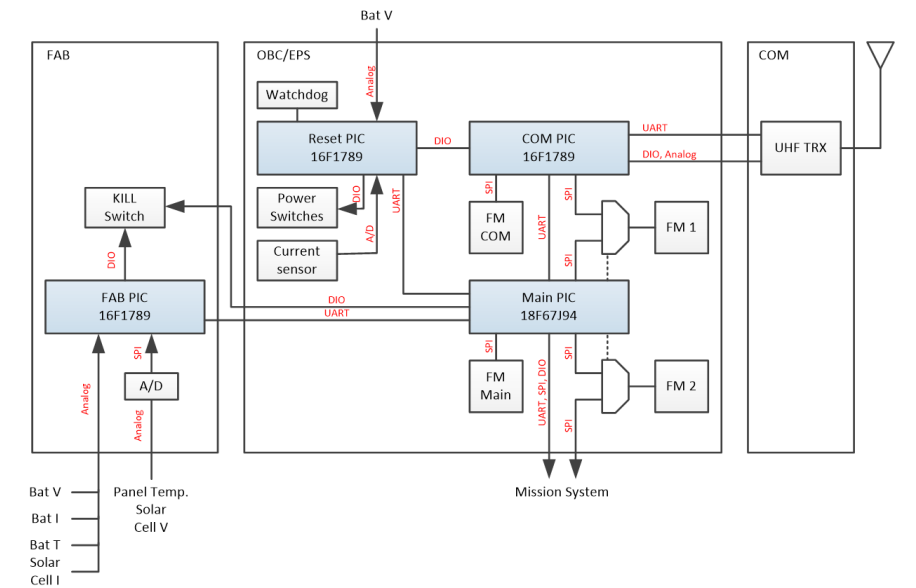 Bat V
FAB
OBC/EPS
COM
Analog
Watchdog
Reset PIC
16F1789
DIO
COM PIC
16F1789
UART
DIO, Analog
UHF TRX
KILL
Switch
Power
Switches
DIO
UART
A/D
Current
sensor
SPI
FM
COM
UART
SPI
FM 1
SPI
DIO
FAB PIC
16F1789
DIO
UART
Main PIC
18F67J94
SPI
A/D
Analog
Analog
SPI
FM
Main
UART, SPI, DIO
SPI
SPI
FM 2
Bat V
Bat I
Bat T
Solar
Cell I
Panel Temp.
Solar
Cell V
Mission System